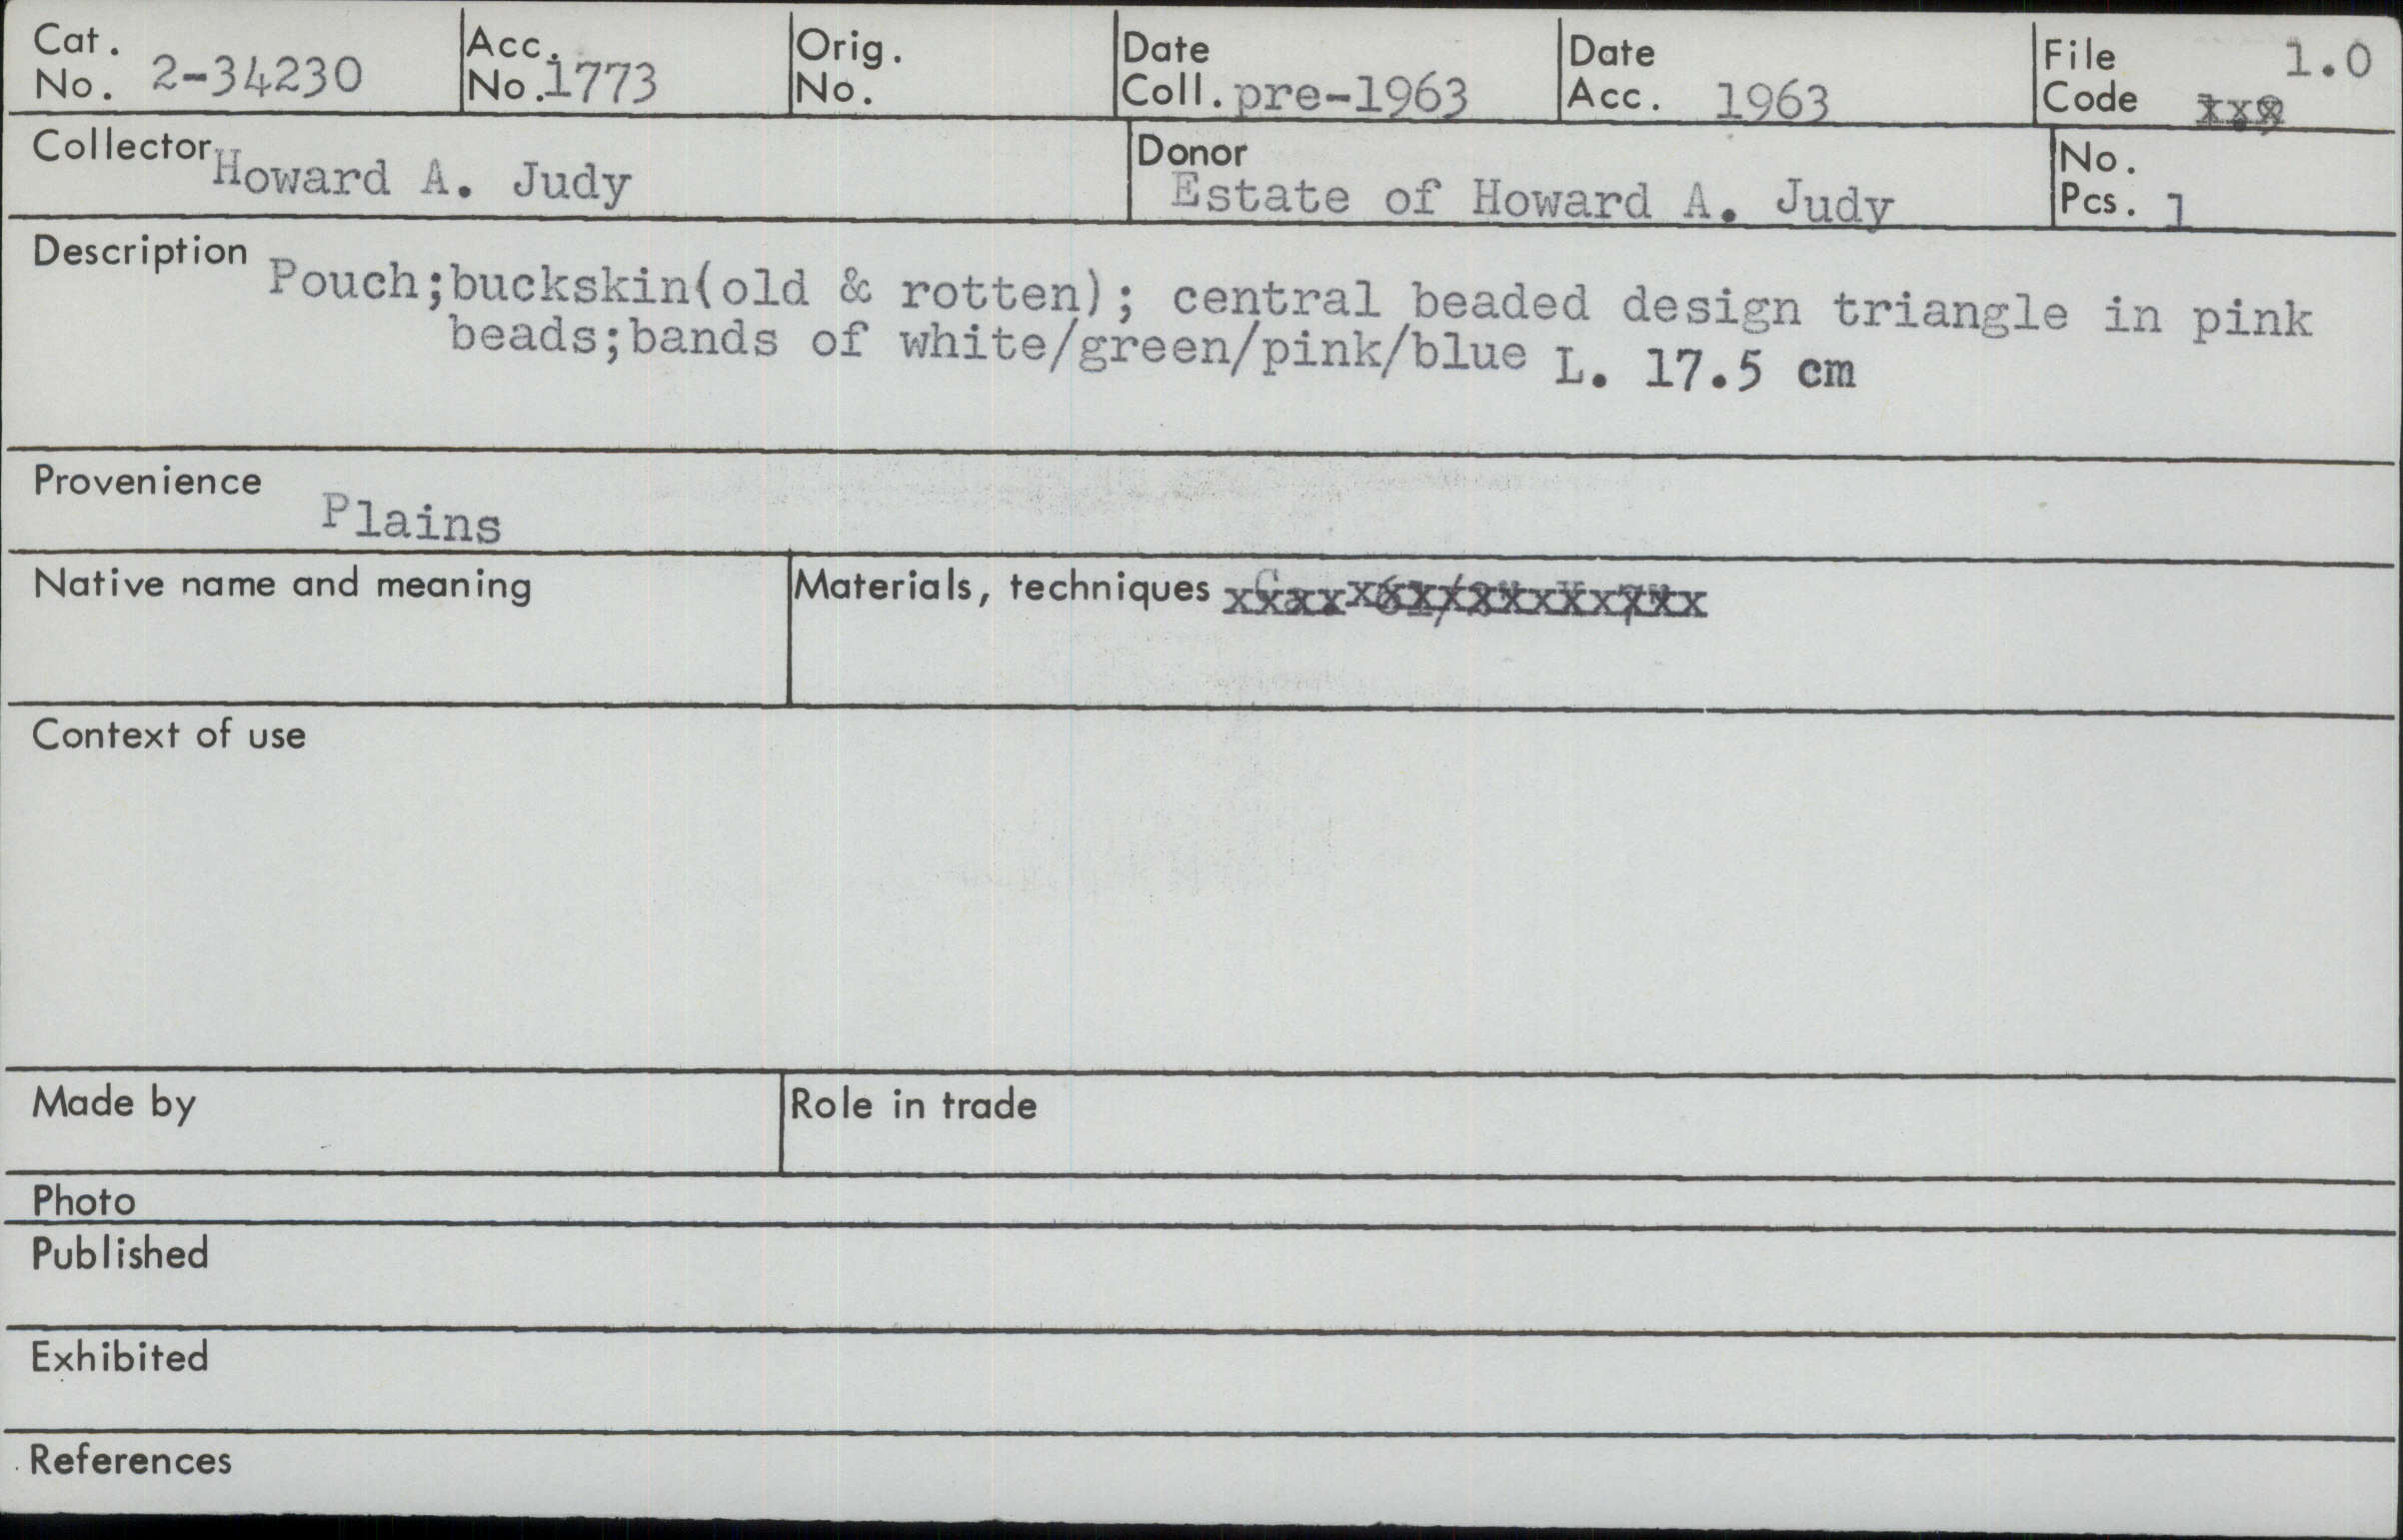 Cat. No. 2-34230
Acc. No. 1773
Orig. No.
Date Coll. pre-1963
Date Acc. 1963
File Code 1.0
Collector Howard A. Judy
Donor Estate of Howard A. Judy
No. Pcs. 1
Description Pouch;buckskin(old & rotten); central beaded design triangle in pink
beads;bands of white/green/pink/blue L. 17.5 cm
Provenience Plains
Native name and meaning
Materials, techniques
Context of use
Made by
Role in trade
Photo
Published
Exhibited
References